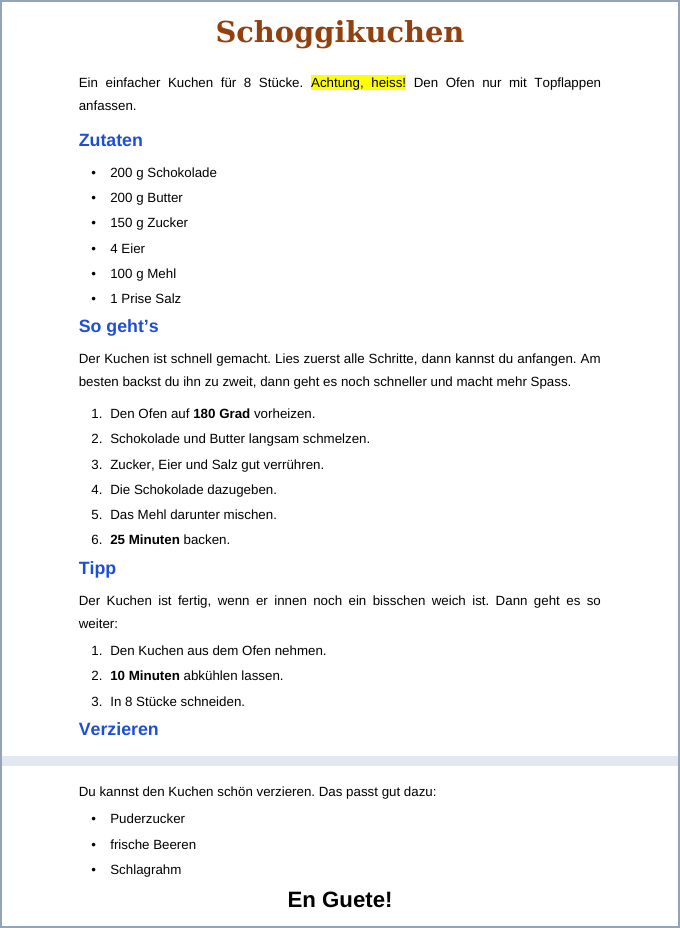 Schoggikuchen
Ein einfacher Kuchen für 8 Stücke. Achtung, heiss! Den Ofen nur mit Topflappen
anfassen.
Zutaten
• 200 g Schokolade
• 200 g Butter
• 150 g Zucker
• 4 Eier
• 100 g Mehl
• 1 Prise Salz
So geht’s
Der Kuchen ist schnell gemacht. Lies zuerst alle Schritte, dann kannst du anfangen. Am
besten backst du ihn zu zweit, dann geht es noch schneller und macht mehr Spass.
1. Den Ofen auf 180 Grad vorheizen.
2. Schokolade und Butter langsam schmelzen.
3. Zucker, Eier und Salz gut verrühren.
4. Die Schokolade dazugeben.
5. Das Mehl darunter mischen.
6. 25 Minuten backen.
Tipp
Der Kuchen ist fertig, wenn er innen noch ein bisschen weich ist. Dann geht es so
weiter:
1. Den Kuchen aus dem Ofen nehmen.
2. 10 Minuten abkühlen lassen.
3. In 8 Stücke schneiden.
Verzieren
Du kannst den Kuchen schön verzieren. Das passt gut dazu:
• Puderzucker
• frische Beeren
• Schlagrahm
En Guete!